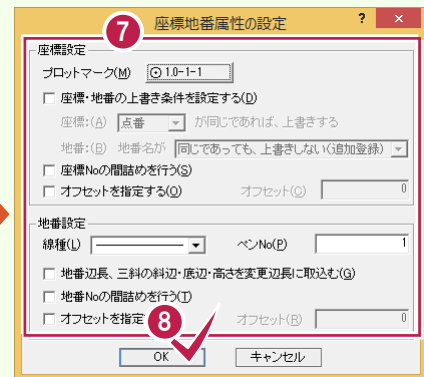 座標地番属性の設定 ? ×
7
座標設定
プロットマーク(M) ⊙ 1.0-1-1
座標・地番の上書き条件を設定する(D)
座標:(A) 点番 が同じであれば、上書きする
地番:(B) 地番名が 同じであっても、上書きしない(追加登録)
座標Noの間詰めを行う(S)
オフセットを指定する(O) オフセット(C) 0
地番設定
線種(L) ペンNo(P) 1
地番辺長、三斜の斜辺・底辺・高さを変更辺長に取込む(G)
地番Noの間詰めを行う(T)
オフセットを指定 オフセット(R) 0
8
OK キャンセル